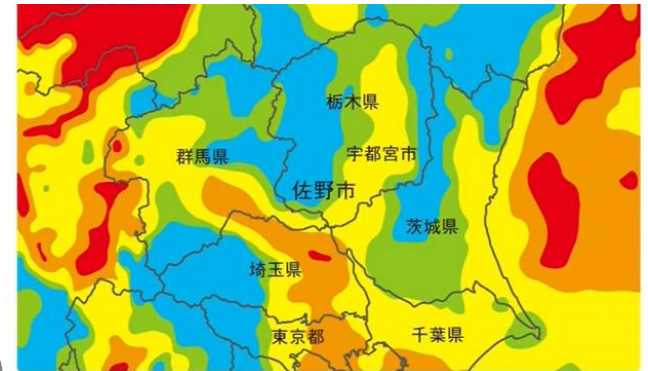 栃木県
群馬県
宇都宮市
佐野市
茨城県
埼玉県
東京都
千葉県